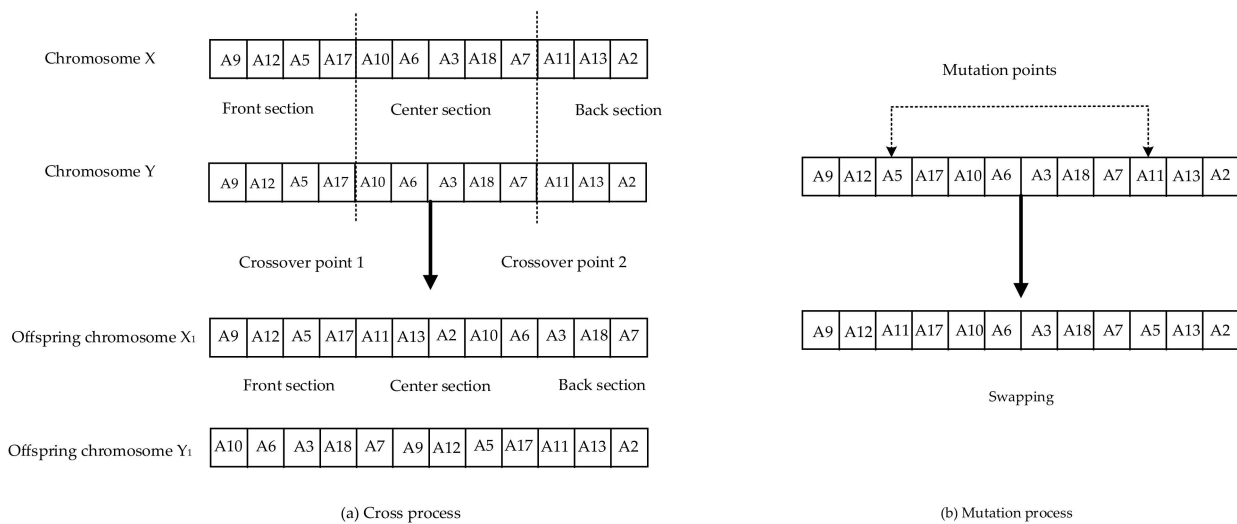 Chromosome X
A9 A12 A5 A17 A10 A6 A3 A18 A7 A11 A13 A2
Front section Center section Back section
Chromosome Y
A9 A12 A5 A17 A10 A6 A3 A18 A7 A11 A13 A2
Crossover point 1 Crossover point 2
Offspring chromosome X1
A9 A12 A5 A17 A11 A13 A2 A10 A6 A3 A18 A7
Front section Center section Back section
Offspring chromosome Y1
A10 A6 A3 A18 A7 A9 A12 A5 A17 A11 A13 A2
(a) Cross process
Mutation points
A9 A12 A5 A17 A10 A6 A3 A18 A7 A11 A13 A2
A9 A12 A11 A17 A10 A6 A3 A18 A7 A5 A13 A2
Swapping
(b) Mutation process